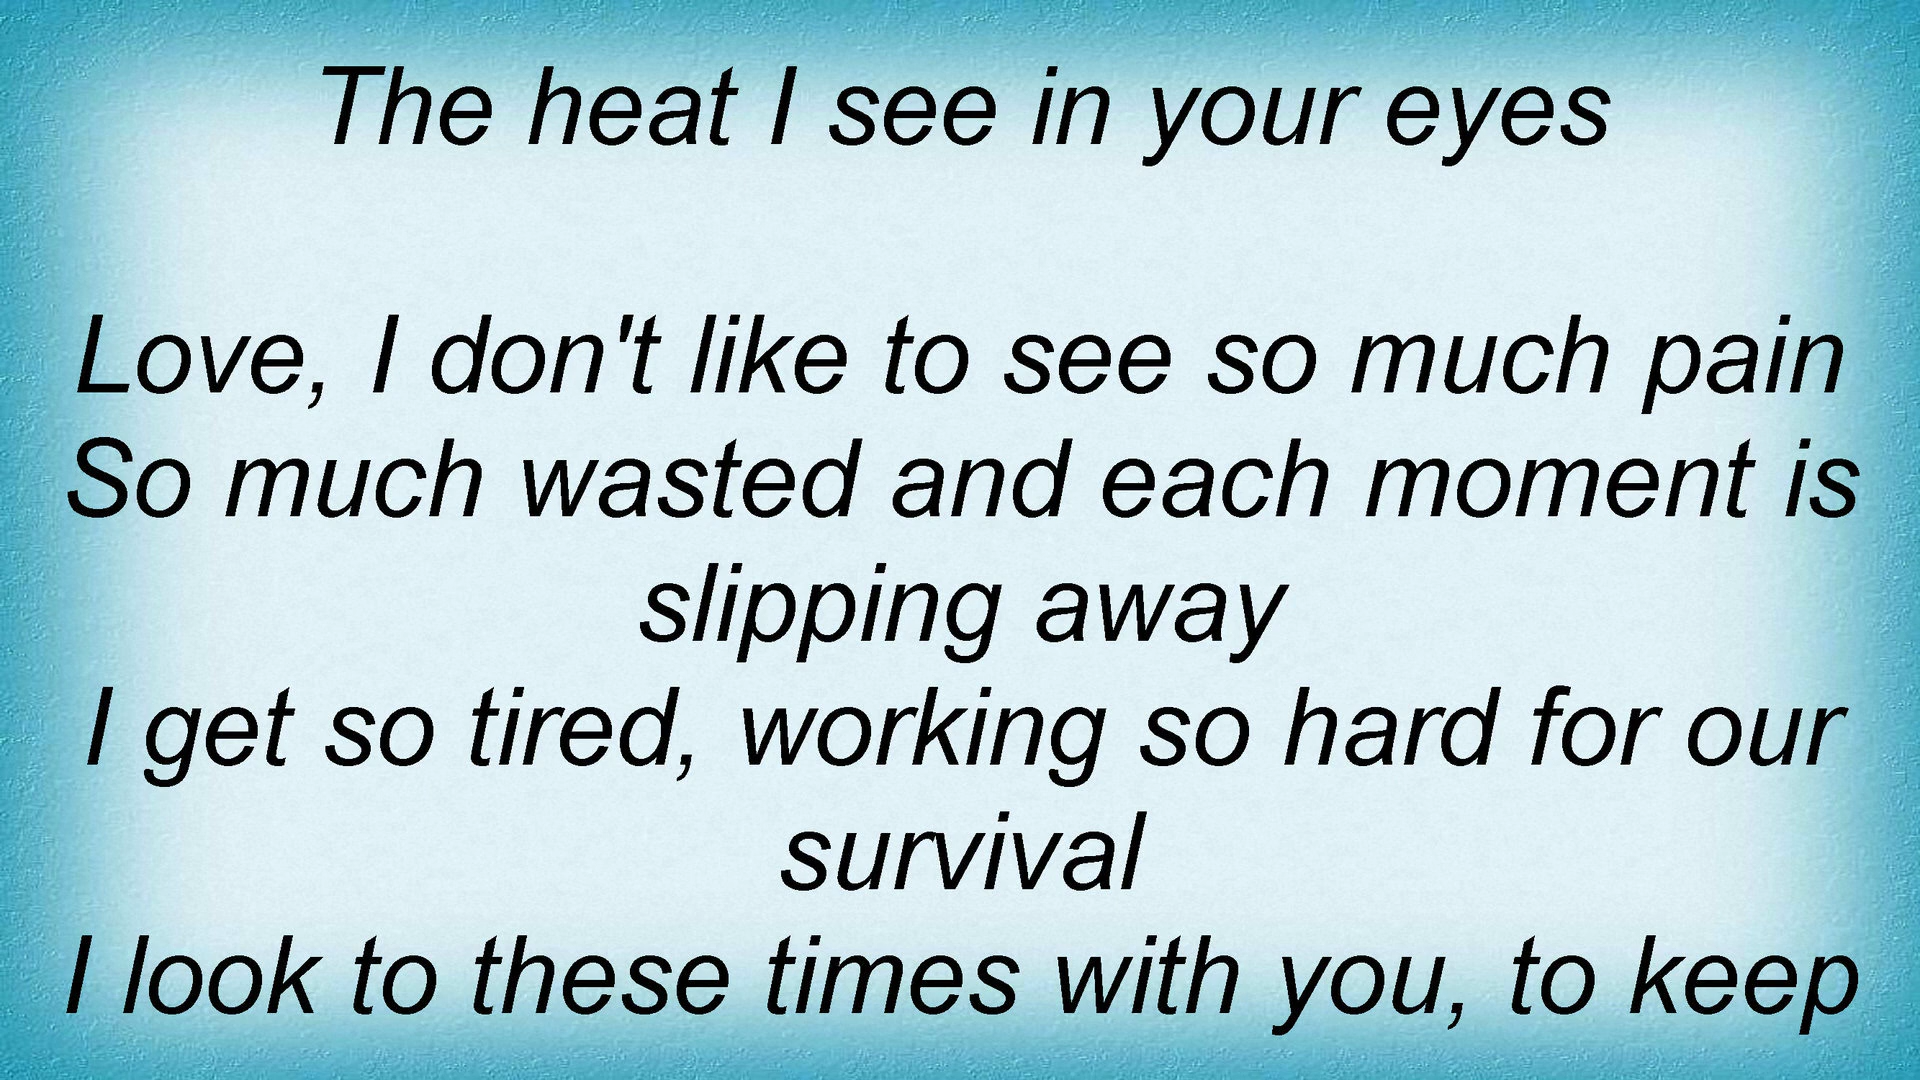 The heat I see in your eyes
Love, I don't like to see so much pain
So much wasted and each moment is
slipping away
I get so tired, working so hard for our
survival
I look to these times with you, to keep